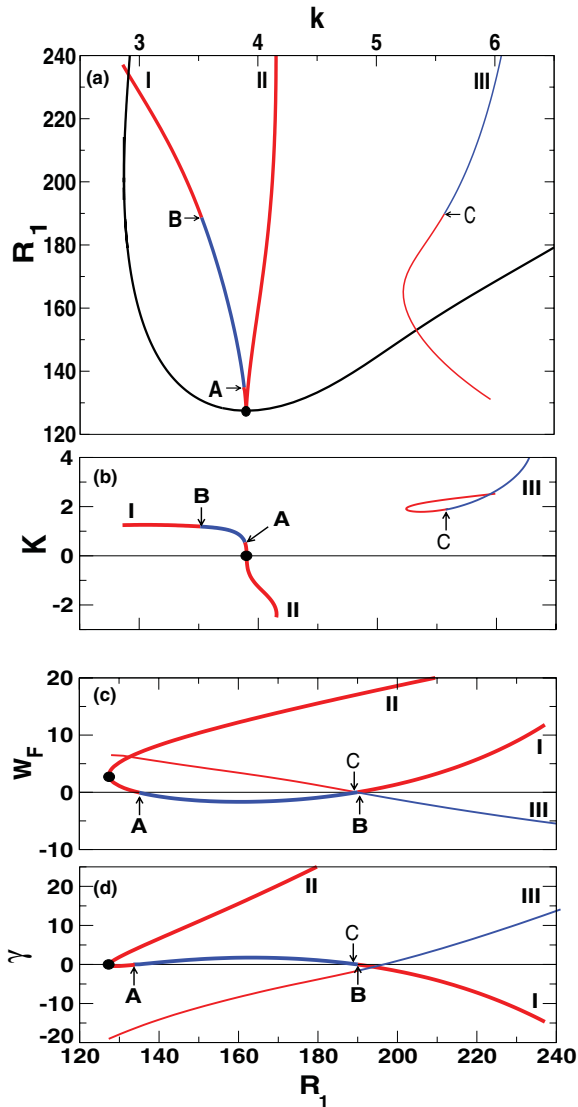 k
3 4 5 6
240
(a) I II III
220
200
B C
180
R₁
160
140
A
120
4
(b)
I B III
2
A
C
K 0
-2
II
20
(c)
II
10 I
C
w_F
0
A B III
-10
(d) III
20
II
10
C
γ
0
A B
-10
I
-20
120 140 160 180 200 220 240
R₁